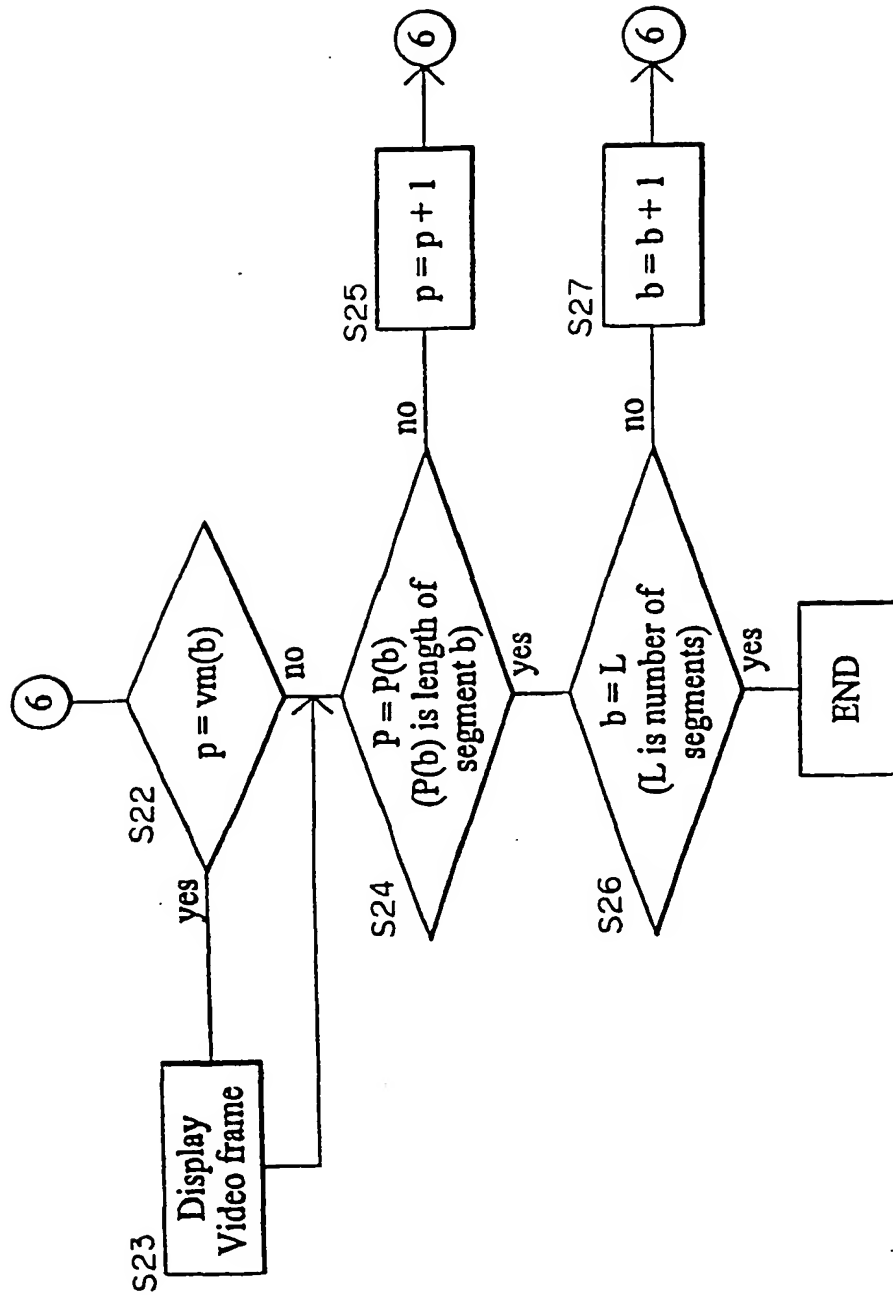 6
S22
p = vm(b)
yes
no
S23
Display
Video frame
S24
P = P(b)
(P(b) is length of
segment b)
no
yes
S25
p = p + 1
6
S26
b = L
(L is number of
segments)
no
yes
S27
b = b + 1
6
END